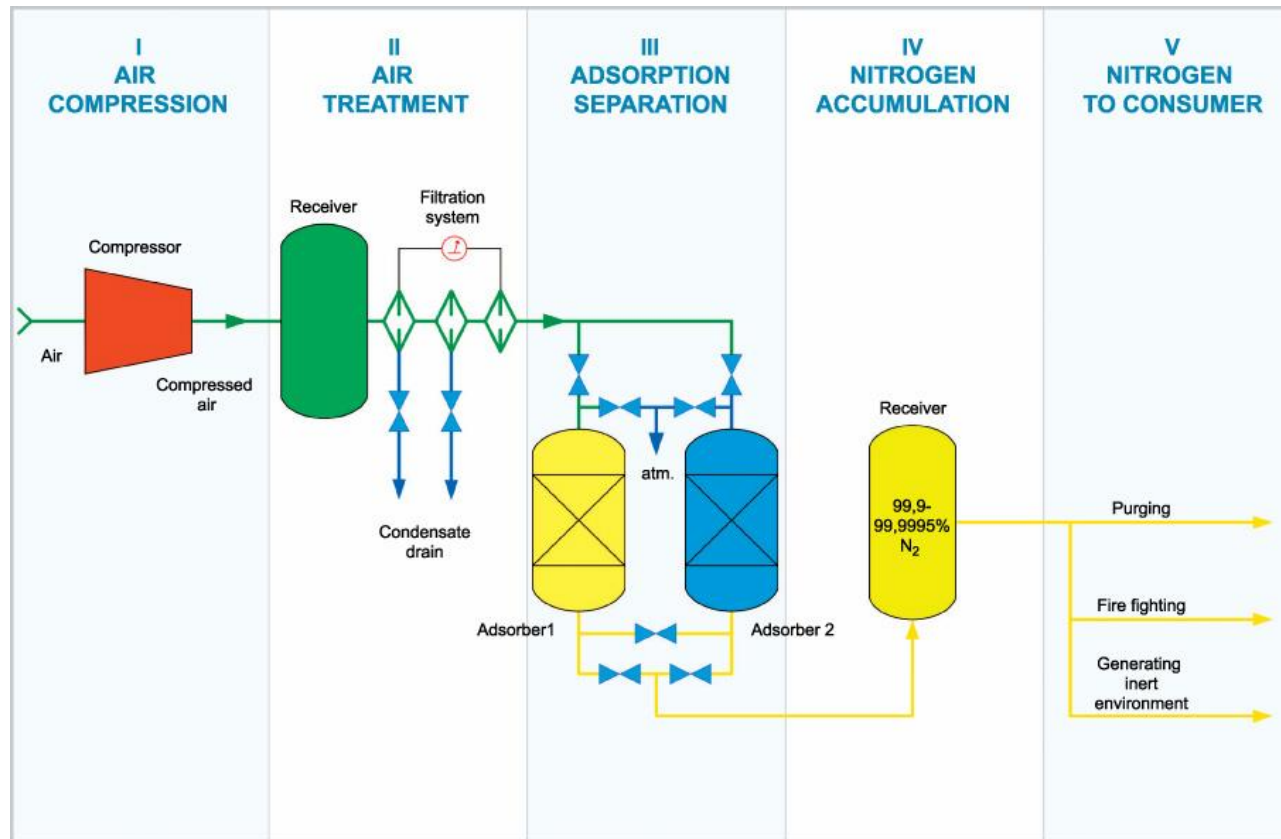 I
AIR
COMPRESSION
II
AIR
TREATMENT
III
ADSORPTION
SEPARATION
IV
NITROGEN
ACCUMULATION
V
NITROGEN
TO CONSUMER
Receiver
Filtration
system
Compressor
Air
Compressed
air
Condensate
drain
atm.
Adsorber1
Adsorber 2
Receiver
99,9-
99,9995%
N₂
Purging
Fire fighting
Generating
inert
environment